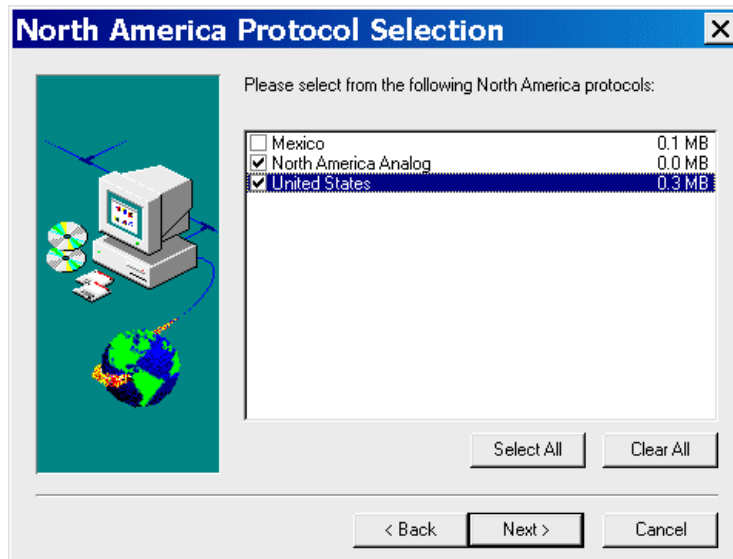 North America Protocol Selection
Please select from the following North America protocols:
Mexico 0.1 MB
North America Analog 0.0 MB
United States 0.3 MB
Select All Clear All
< Back Next > Cancel